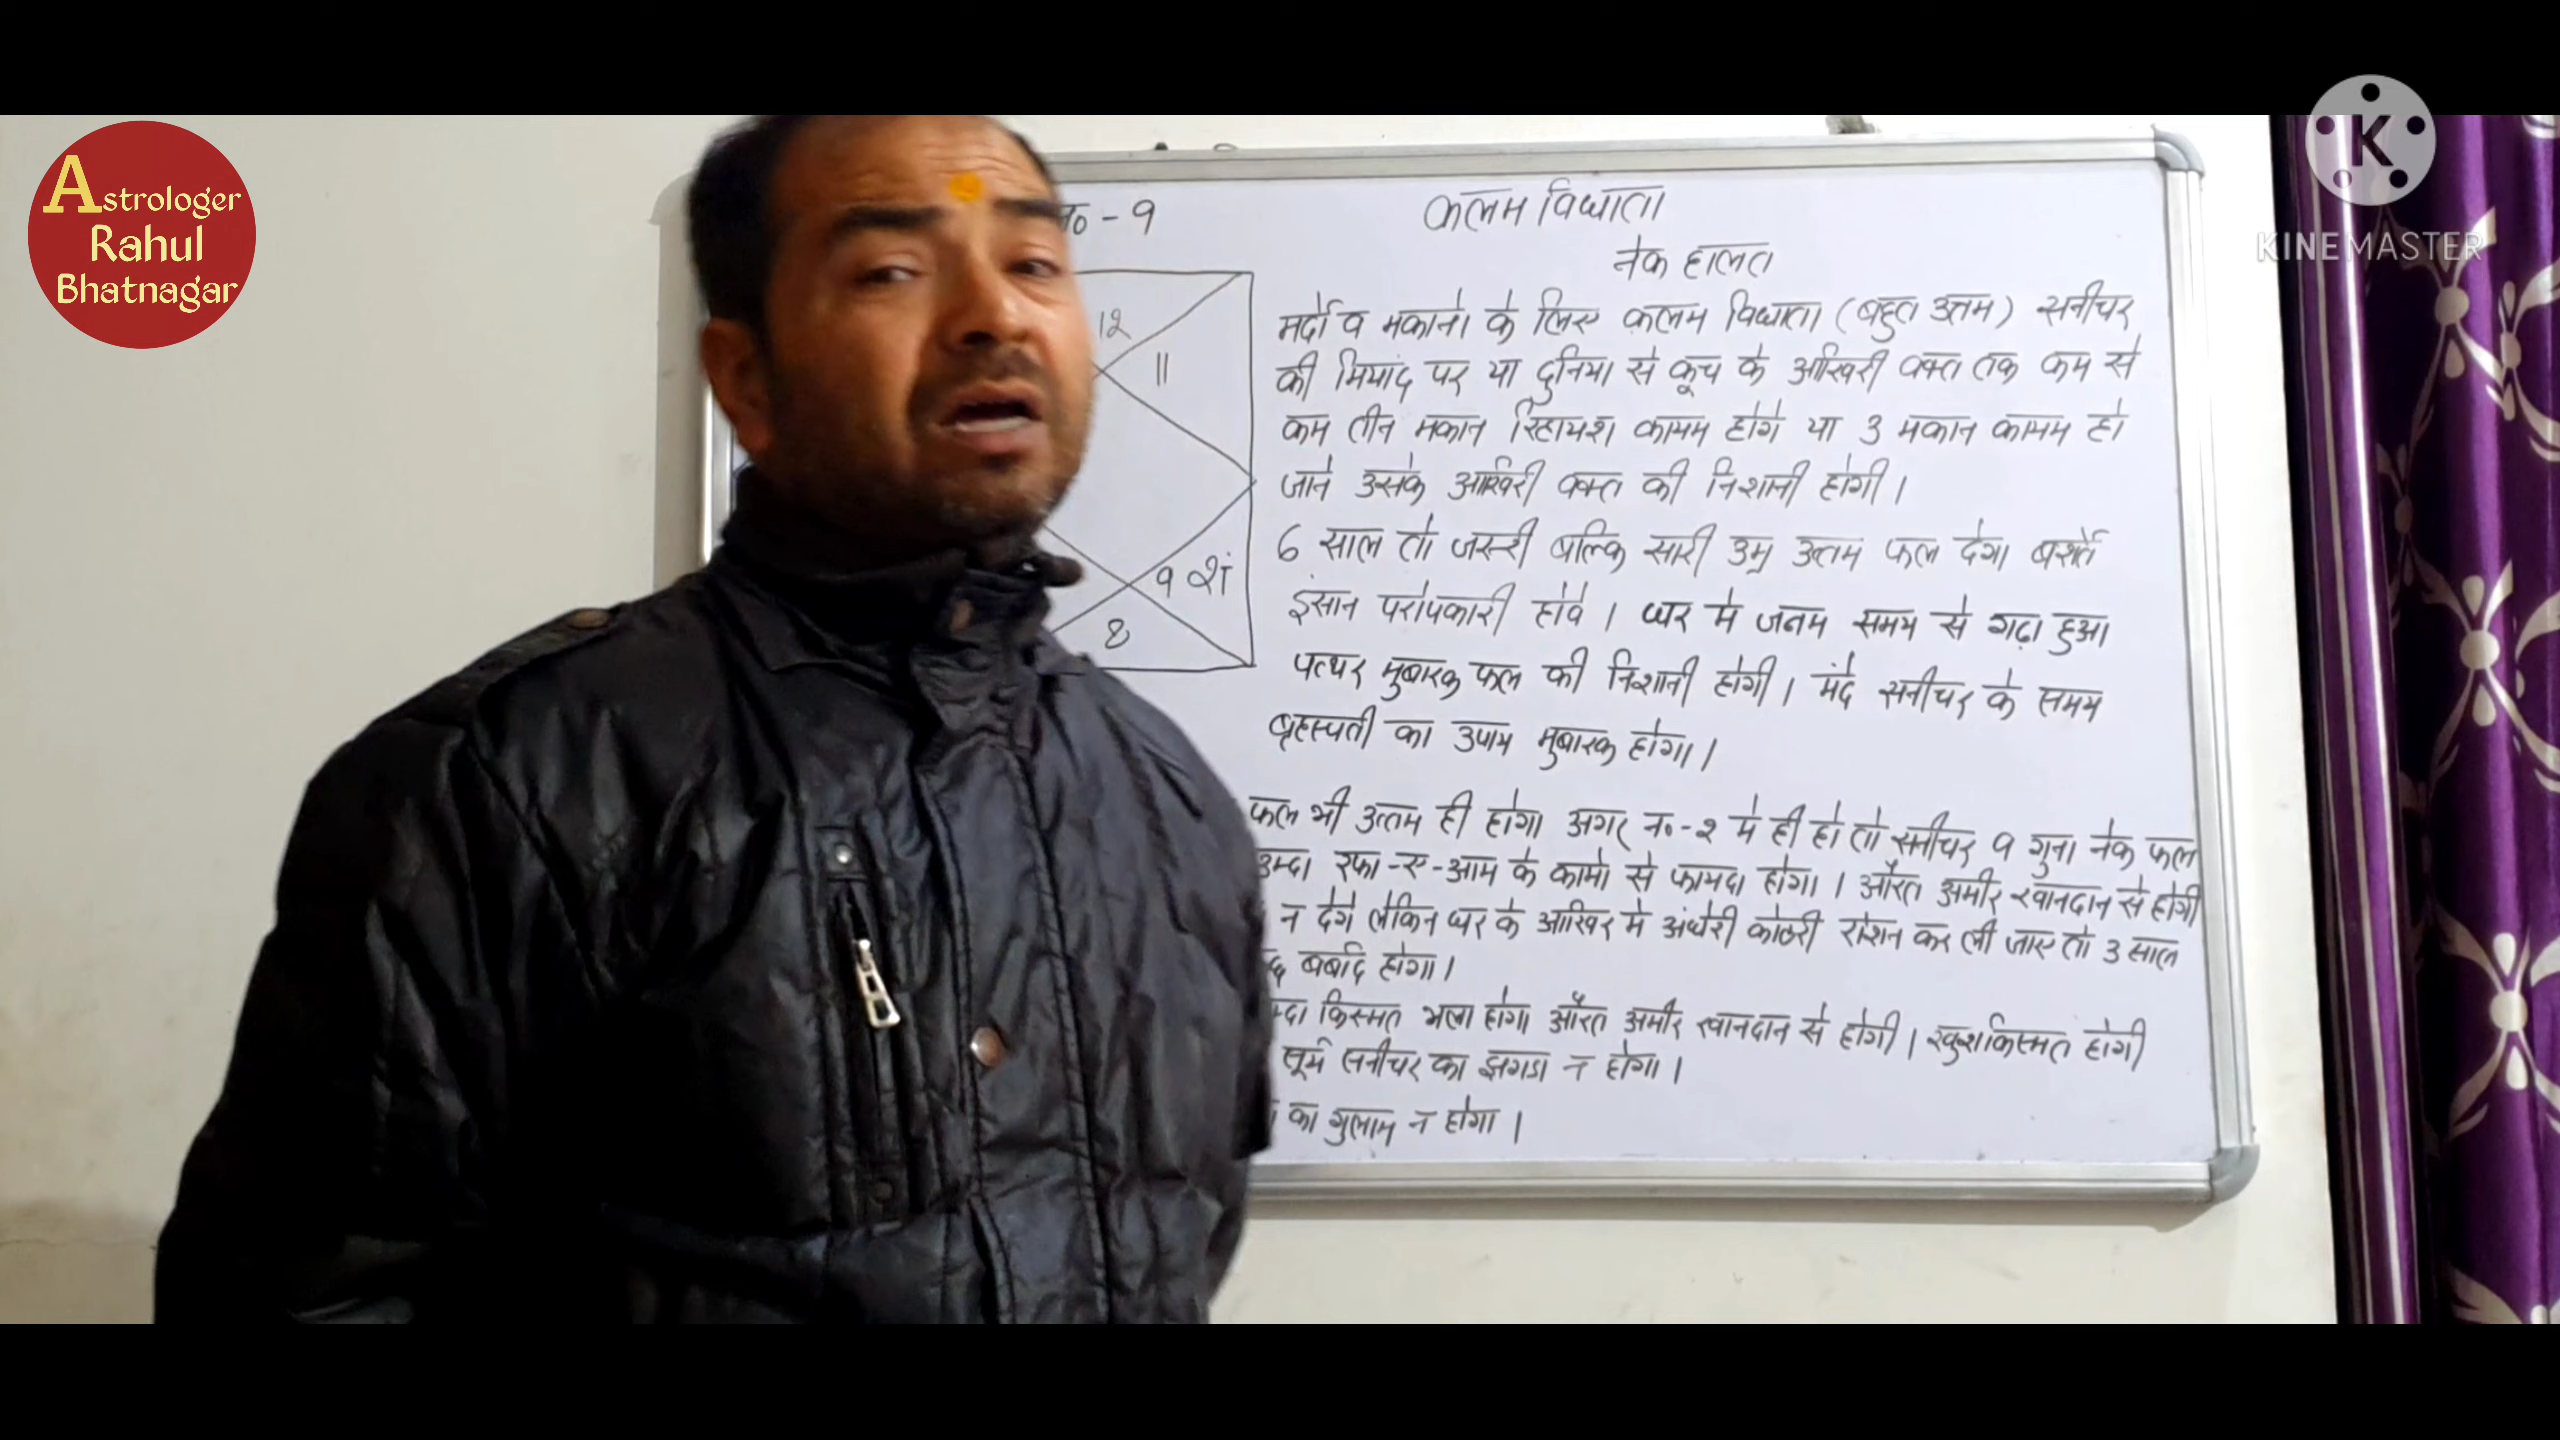 Astrologer
Rahul
Bhatnagar
KINEMASTER
न० - 9
कलम विधाता
नेक हालत
12
11
9 शं
8
मर्दो व मकानो के लिए कलम विधाता (बहुत उत्तम) सनीचर
की मियांद पर या दुनिया से कूच के आखिरी वक्त तक कम से
कम तीन मकान रिहायश कायम होंगे या 3 मकान कायम हो
जाने उसके आखिरी वक्त की निशानी होगी।
6 साल तो जरूरी बल्कि सारी उम्र उत्तम फल देगा बशर्ते
इंसान परोपकारी होवे। घर मे जनम समय से गढ़ा हुआ
पत्थर मुबारक फल की निशानी होगी। मंदे सनीचर के समय
बृहस्पती का उपाय मुबारक होगा।
फल भी उत्तम ही होगा अगर न०-२ मे ही हो तो सनीचर 9 गुना नेक फल
उम्दा रफा-ए-आम के कामो से फायदा होगा। औरत अमीर खानदान से होगी
न देगे लेकिन घर के आखिर मे अंधेरी कोठरी रोशन कर ली जाए तो 3 साल
बर्बाद होगा।
किस्मत भला होगा औरत अमीर खानदान से होगी। खुशकिस्मत होगी
सूर्य सनीचर का झगडा न होगा।
का गुलाम न होगा।